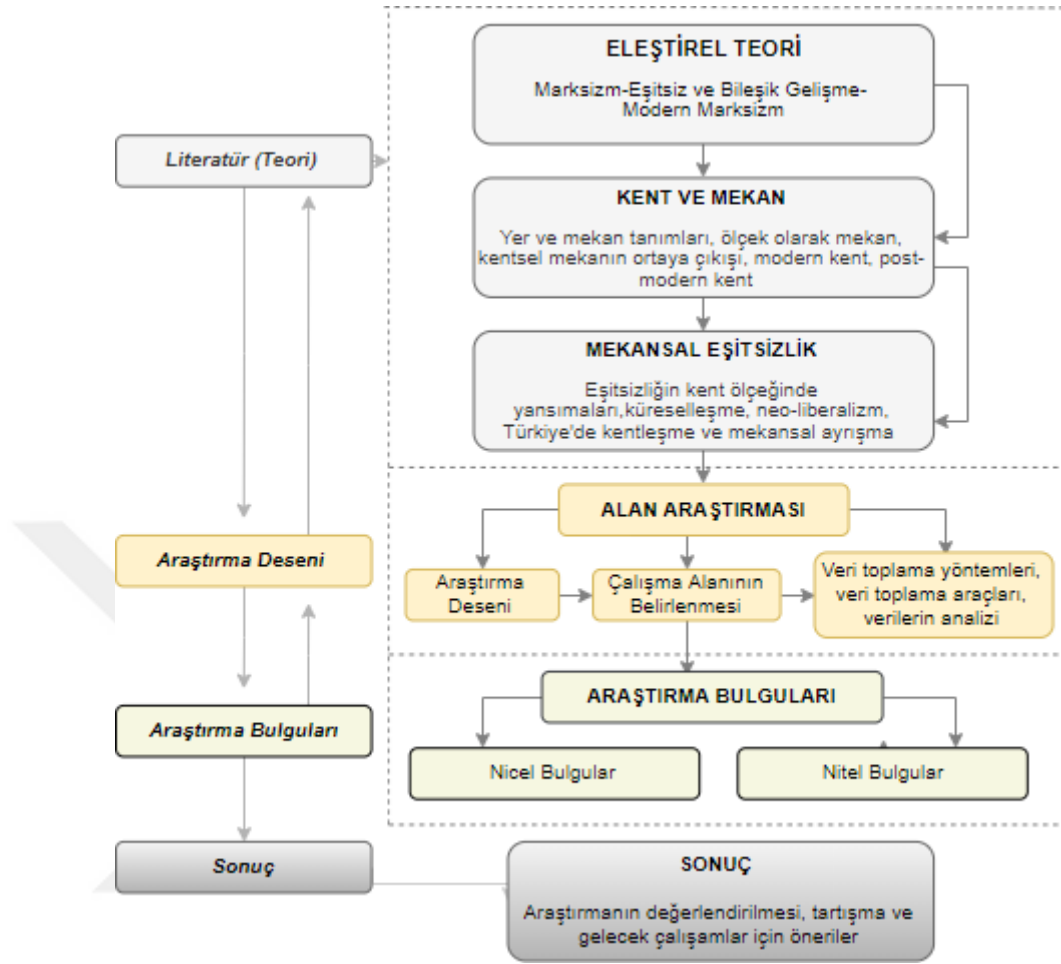 ELEŞTİREL TEORİ
Marksizm-Eşitsiz ve Bileşik Gelişme-
Modern Marksizm
Literatür (Teori)
KENT VE MEKAN
Yer ve mekan tanımları, ölçek olarak mekan,
kentsel mekanın ortaya çıkışı, modern kent, post-
modern kent
MEKANSAL EŞİTSİZLİK
Eşitsizliğin kent ölçeğinde
yansımaları,küreselleşme, neo-liberalizm,
Türkiye'de kentleşme ve mekansal ayrışma
Araştırma Deseni
ALAN ARAŞTIRMASI
Araştırma
Deseni
Çalışma Alanının
Belirlenmesi
Veri toplama yöntemleri,
veri toplama araçları,
verilerin analizi
Araştırma Bulguları
ARAŞTIRMA BULGULARI
Nicel Bulgular
Nitel Bulgular
Sonuç
SONUÇ
Araştırmanın değerlendirilmesi, tartışma ve
gelecek çalışamlar için öneriler